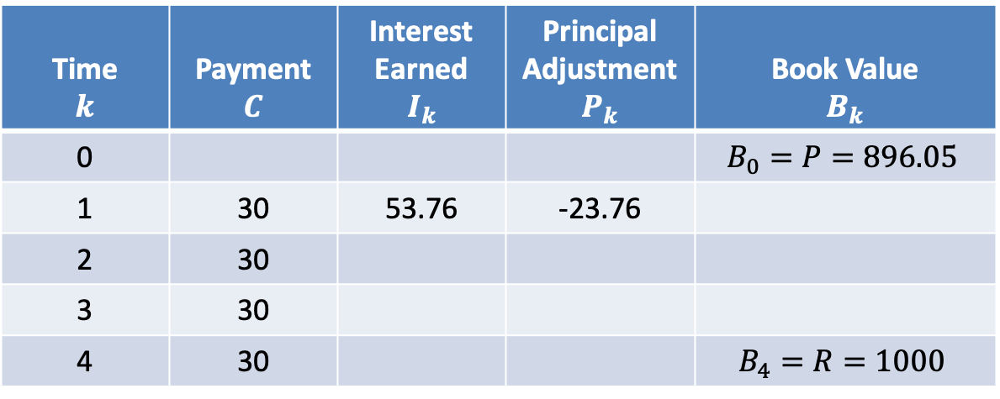 Time k Payment C Interest Earned I_k Principal Adjustment P_k Book Value B_k
0 B_0 = P = 896.05
1 30 53.76 -23.76
2 30
3 30
4 30 B_4 = R = 1000